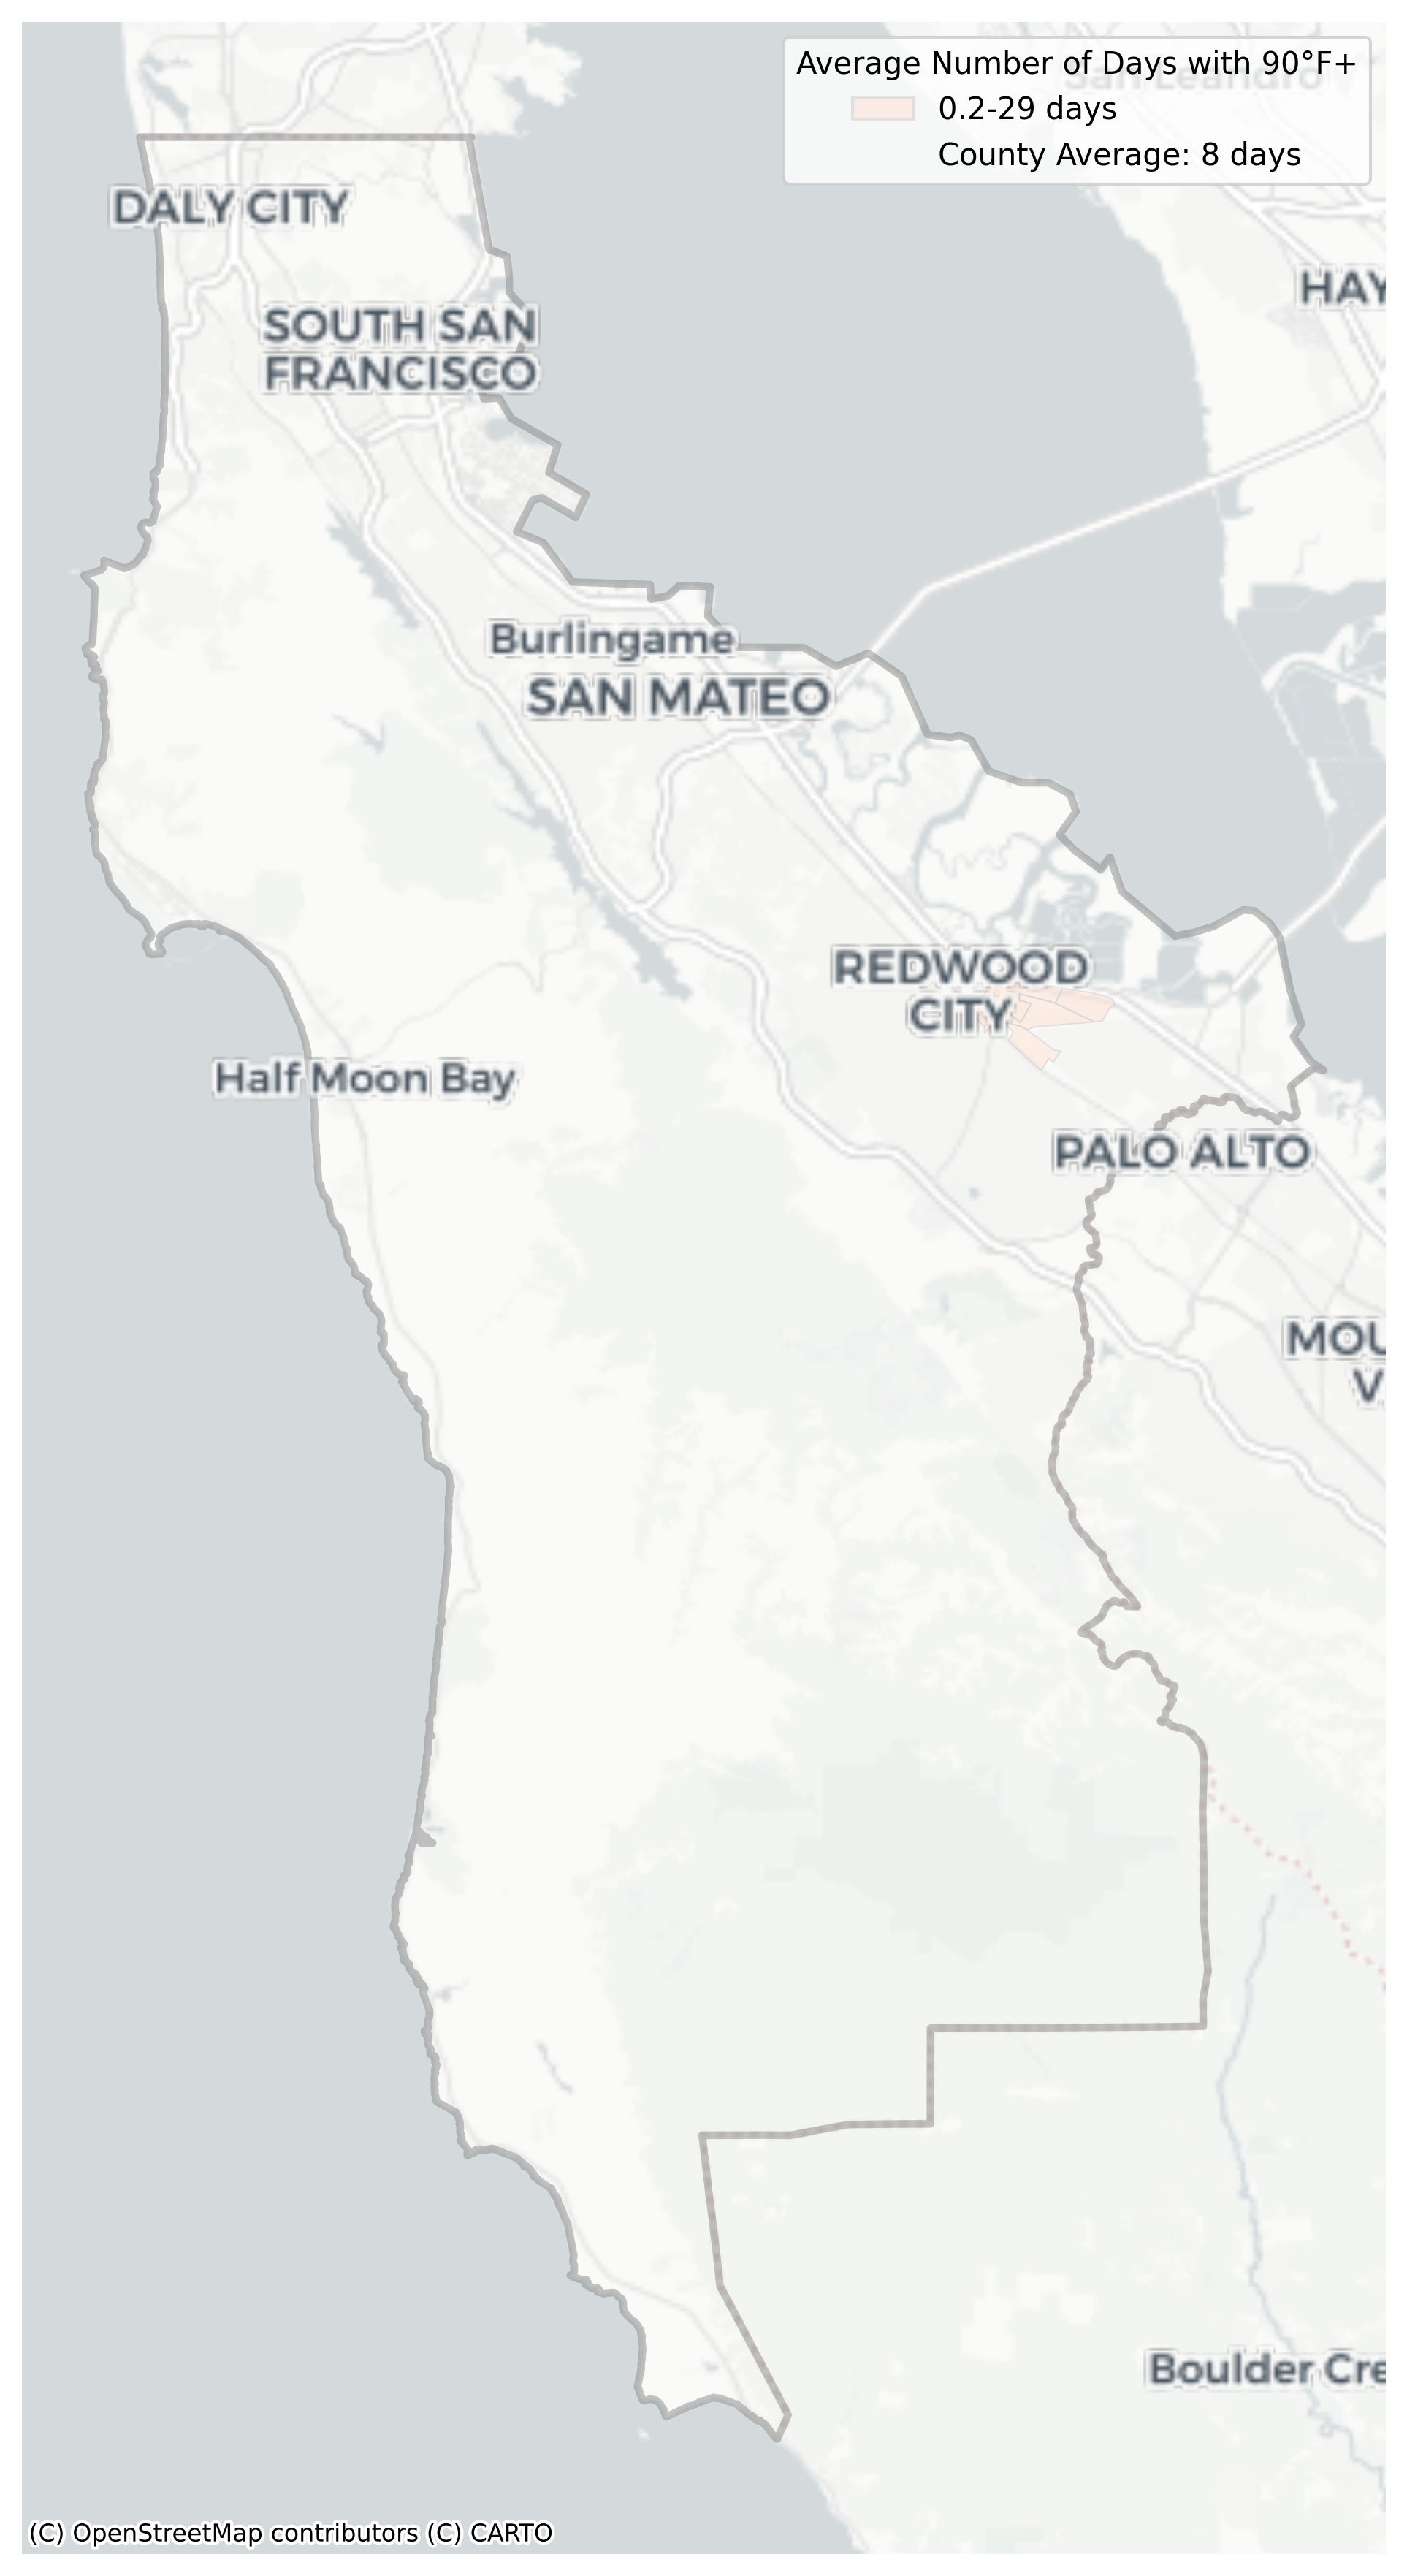 Average Number of Days with 90°F+
San Leandro
0.2-29 days
County Average: 8 days
DALY CITY
HAY
SOUTH SAN
FRANCISCO
Burlingame
SAN MATEO
REDWOOD
CITY
Half Moon Bay
PALO ALTO
MOU
V
Boulder Cre
(C) OpenStreetMap contributors (C) CARTO